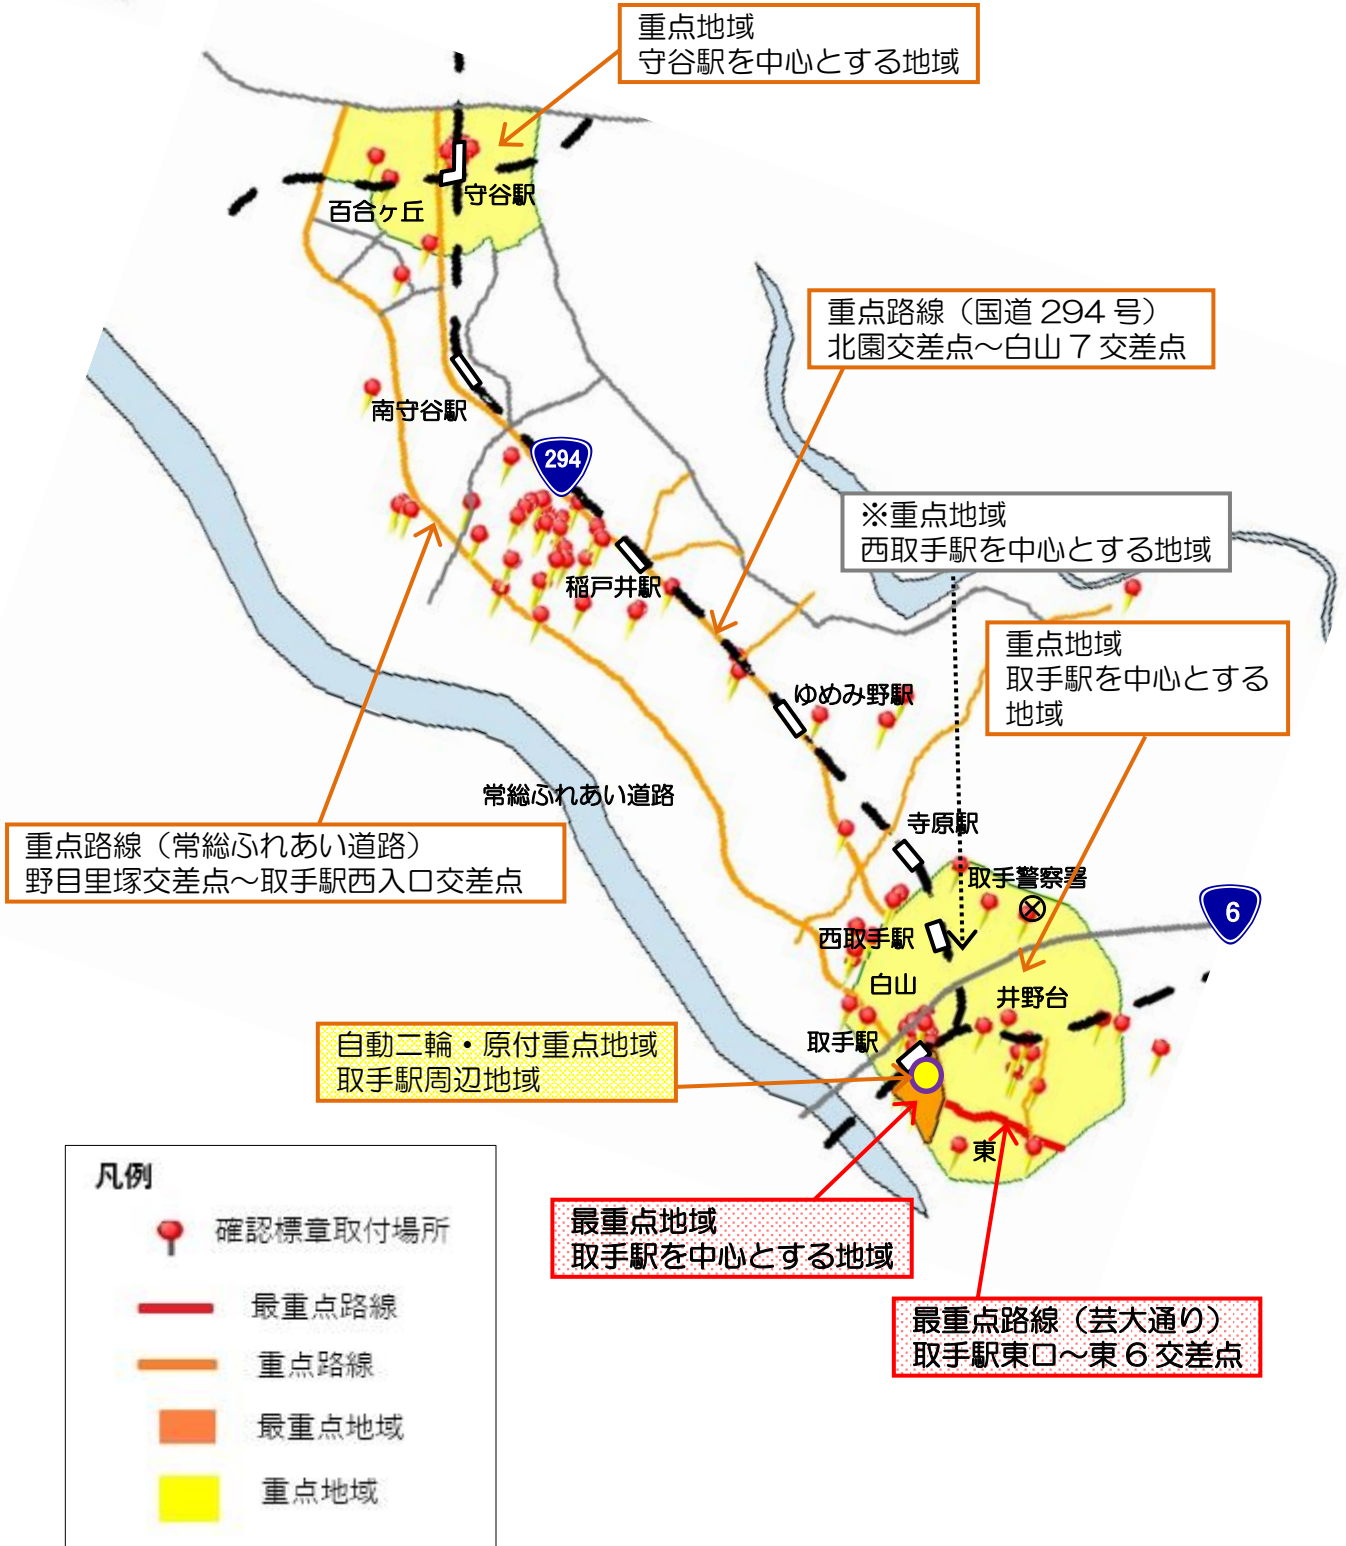 重点地域
守谷駅を中心とする地域
守谷駅
百合ヶ丘
重点路線（国道 294 号）
北園交差点～白山 7 交差点
南守谷駅
294
※重点地域
西取手駅を中心とする地域
稲戸井駅
重点地域
取手駅を中心とする
地域
ゆめみ野駅
常総ふれあい道路
寺原駅
重点路線（常総ふれあい道路）
野目里塚交差点～取手駅西入口交差点
取手警察署
6
西取手駅
白山
井野台
取手駅
自動二輪・原付重点地域
取手駅周辺地域
東
最重点地域
取手駅を中心とする地域
最重点路線（芸大通り）
取手駅東口～東 6 交差点
凡例
確認標章取付場所
最重点路線
重点路線
最重点地域
重点地域